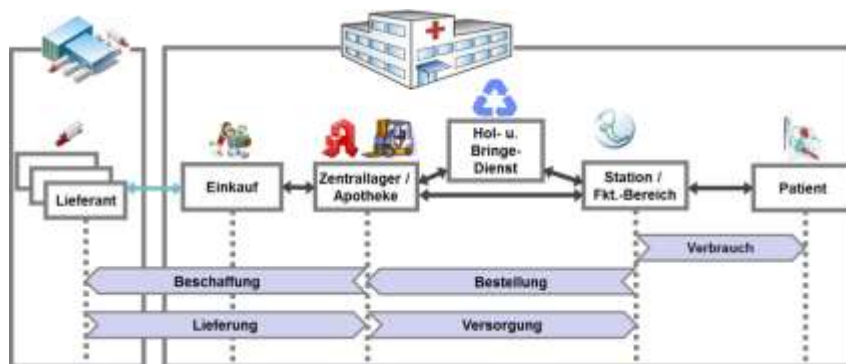 Hol- u.
Bringe-
Dienst
Lieferant
Einkauf
Zentrallager /
Apotheke
Station /
Fkt.-Bereich
Patient
Verbrauch
Beschaffung
Bestellung
Lieferung
Versorgung